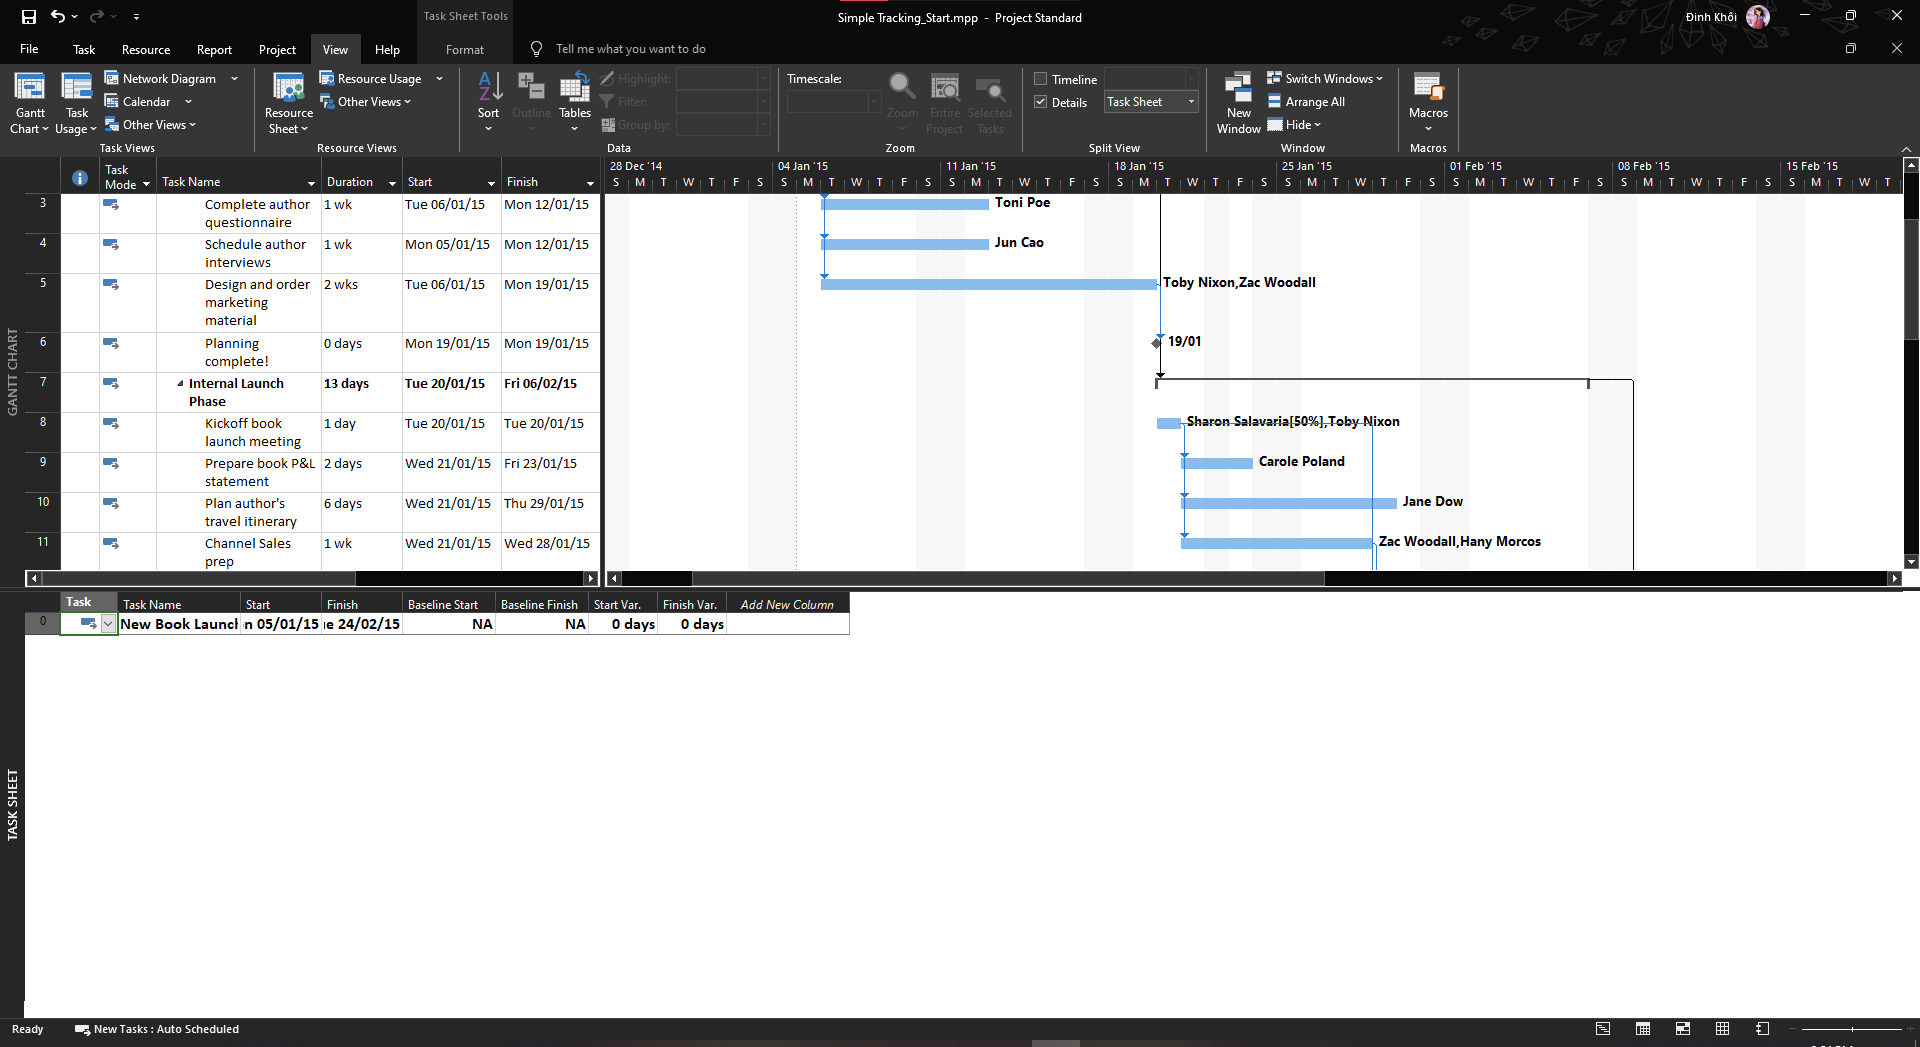 Task Sheet Tools
Simple Tracking_Start.mpp - Project Standard
Đinh Khôi
File Task Resource Report Project View Help Format Tell me what you want to do
Gantt Chart
Task Usage
Network Diagram
Calendar
Other Views
Task Views
Resource Sheet
Resource Usage
Other Views
Resource Views
Sort
Outline
Tables
Highlight:
Filter:
Group by:
Data
Timescale:
Zoom
Entire Project
Selected Tasks
Zoom
Timeline
Details Task Sheet
Split View
New Window
Switch Windows
Arrange All
Hide
Window
Macros
Macros
GANTT CHART
Task Mode Task Name Duration Start Finish
28 Dec '14 04 Jan '15 11 Jan '15 18 Jan '15 25 Jan '15 01 Feb '15 08 Feb '15 15 Feb '15
S M T W T F S S M T W T F S S M T W T F S S M T W T F S S M T W T F S S M T W T F S S M T W T F S S M T W T
3 Complete author questionnaire 1 wk Tue 06/01/15 Mon 12/01/15 Toni Poe
4 Schedule author interviews 1 wk Mon 05/01/15 Mon 12/01/15 Jun Cao
5 Design and order marketing material 2 wks Tue 06/01/15 Mon 19/01/15 Toby Nixon,Zac Woodall
6 Planning complete! 0 days Mon 19/01/15 Mon 19/01/15 19/01
7 Internal Launch Phase 13 days Tue 20/01/15 Fri 06/02/15
8 Kickoff book launch meeting 1 day Tue 20/01/15 Tue 20/01/15 Sharon Salavaria[50%],Toby Nixon
9 Prepare book P&L statement 2 days Wed 21/01/15 Fri 23/01/15 Carole Poland
10 Plan author's travel itinerary 6 days Wed 21/01/15 Thu 29/01/15 Jane Dow
11 Channel Sales prep 1 wk Wed 21/01/15 Wed 28/01/15 Zac Woodall,Hany Morcos
TASK SHEET
Task Task Name Start Finish Baseline Start Baseline Finish Start Var. Finish Var. Add New Column
0 New Book Launch n 05/01/15 ue 24/02/15 NA NA 0 days 0 days
Ready New Tasks : Auto Scheduled